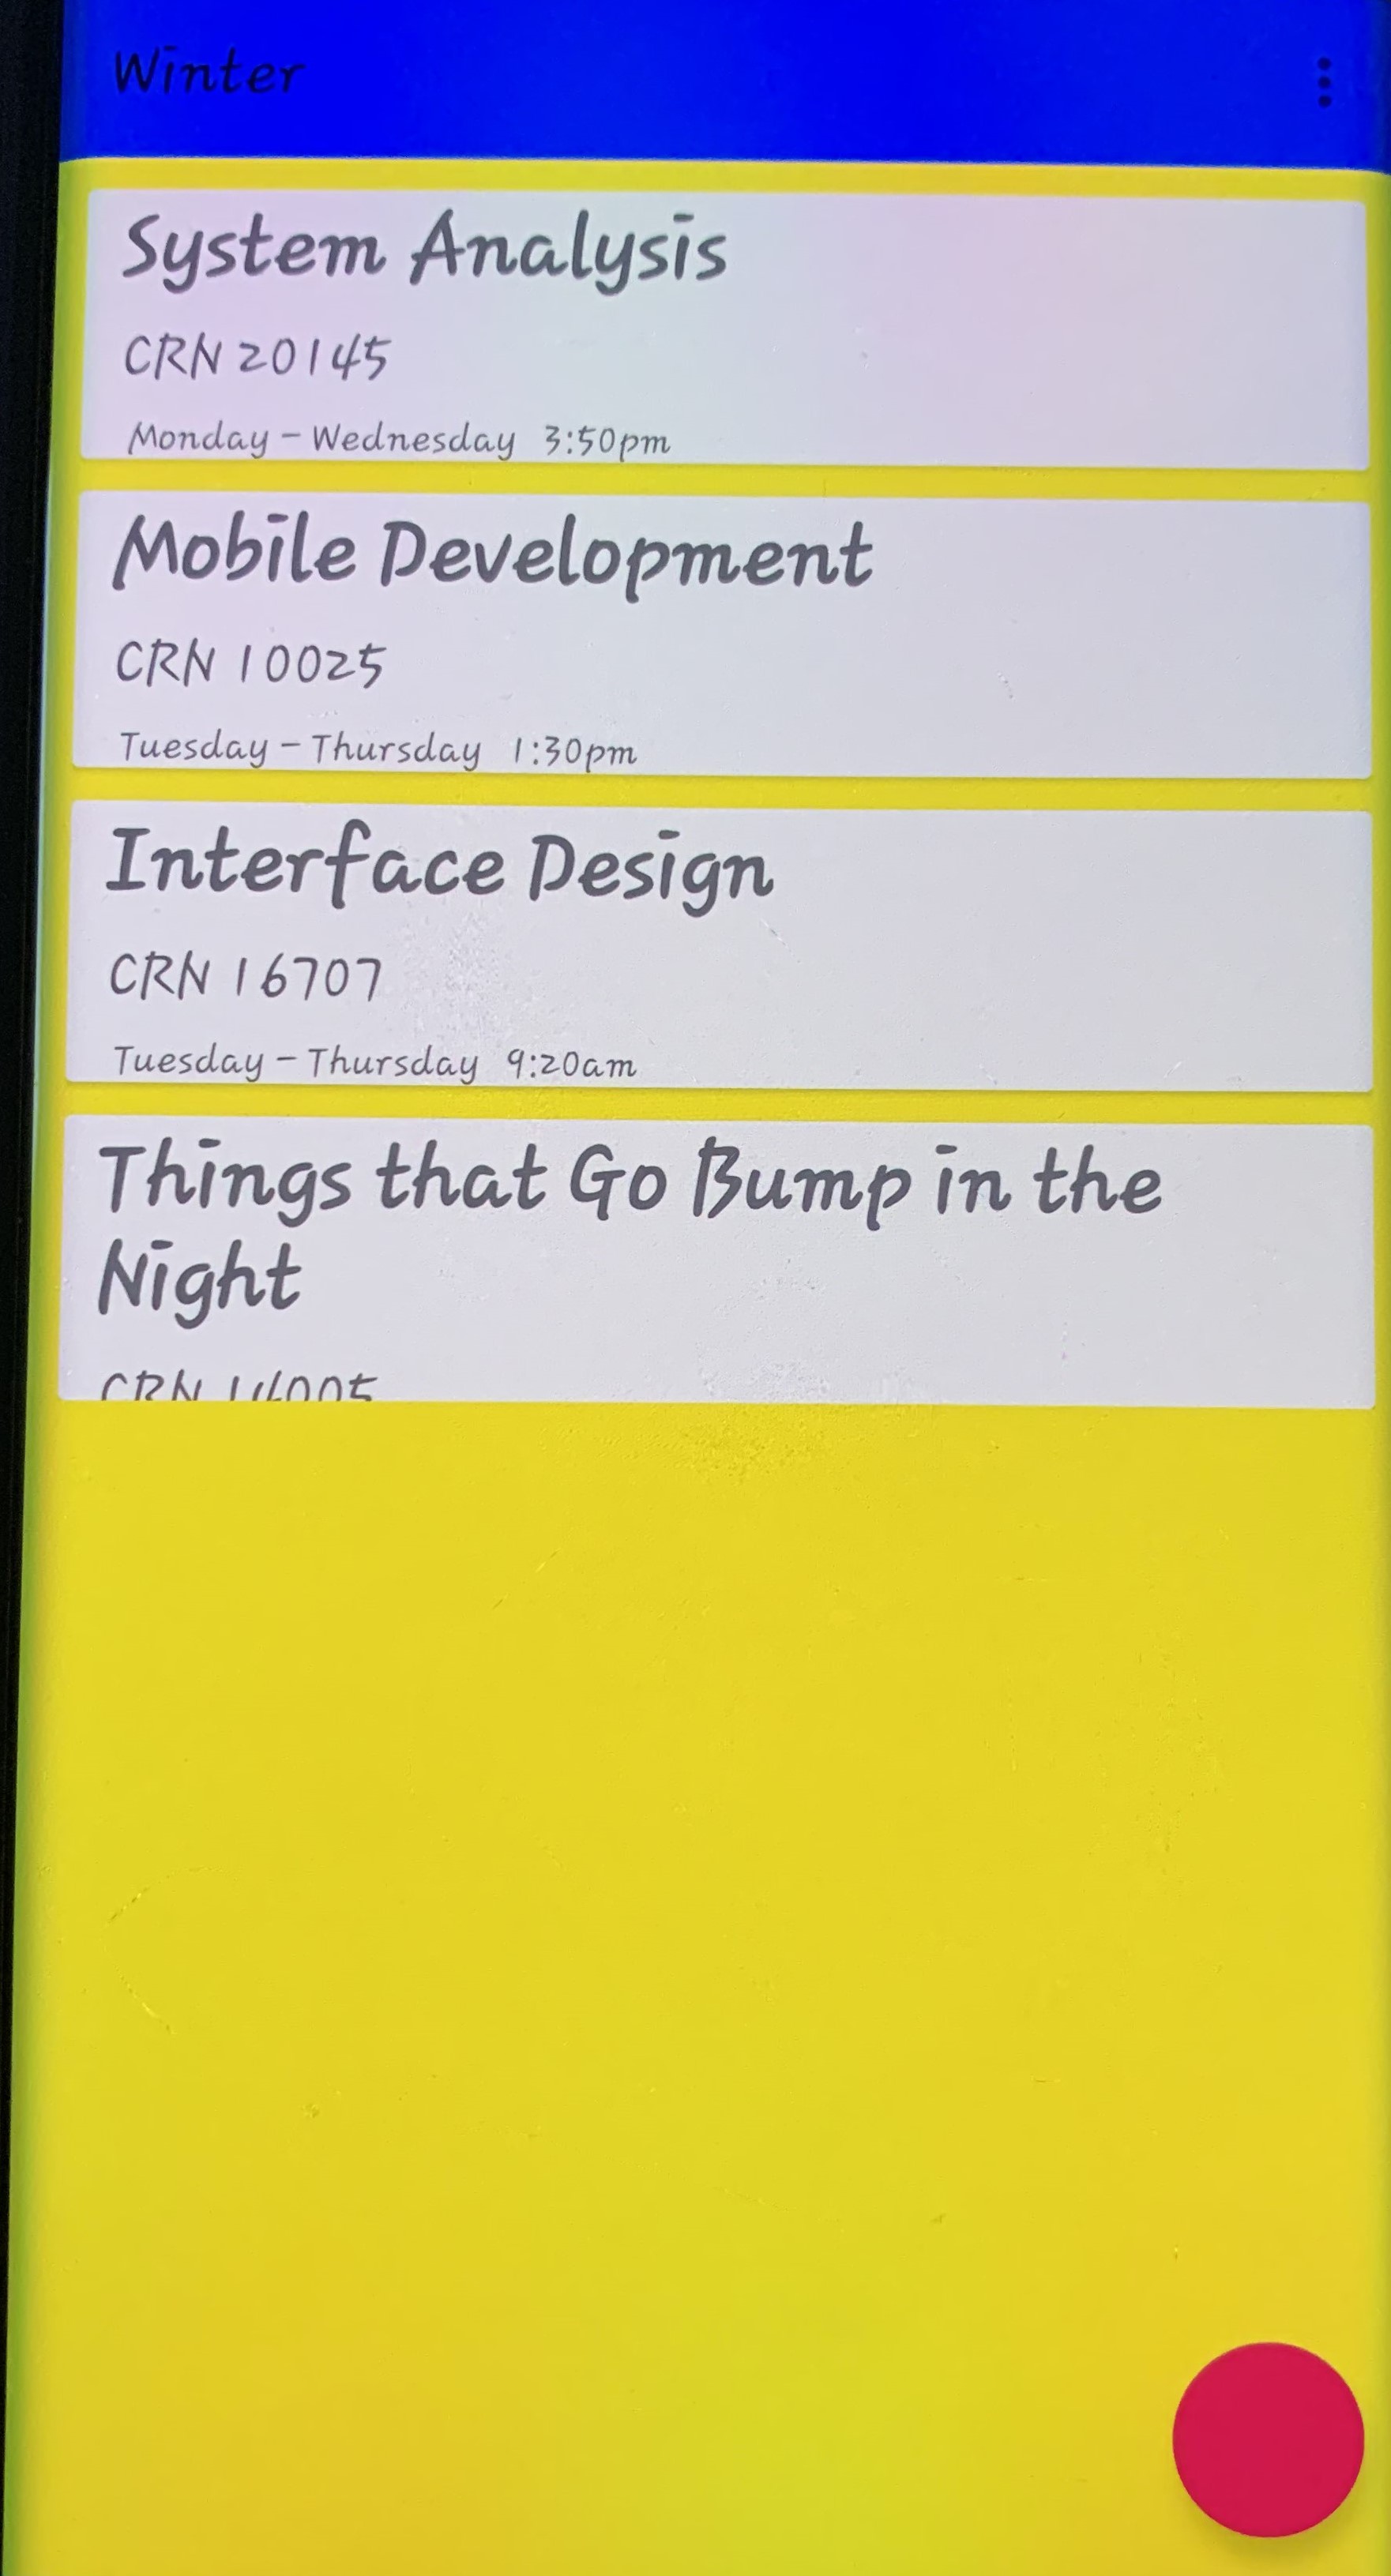 Winter
System Analysis
CRN 20145
Monday - Wednesday 3:50pm
Mobile Development
CRN 10025
Tuesday - Thursday 1:30pm
Interface Design
CRN 16707
Tuesday - Thursday 9:20am
Things that Go Bump in the
Night
CRN